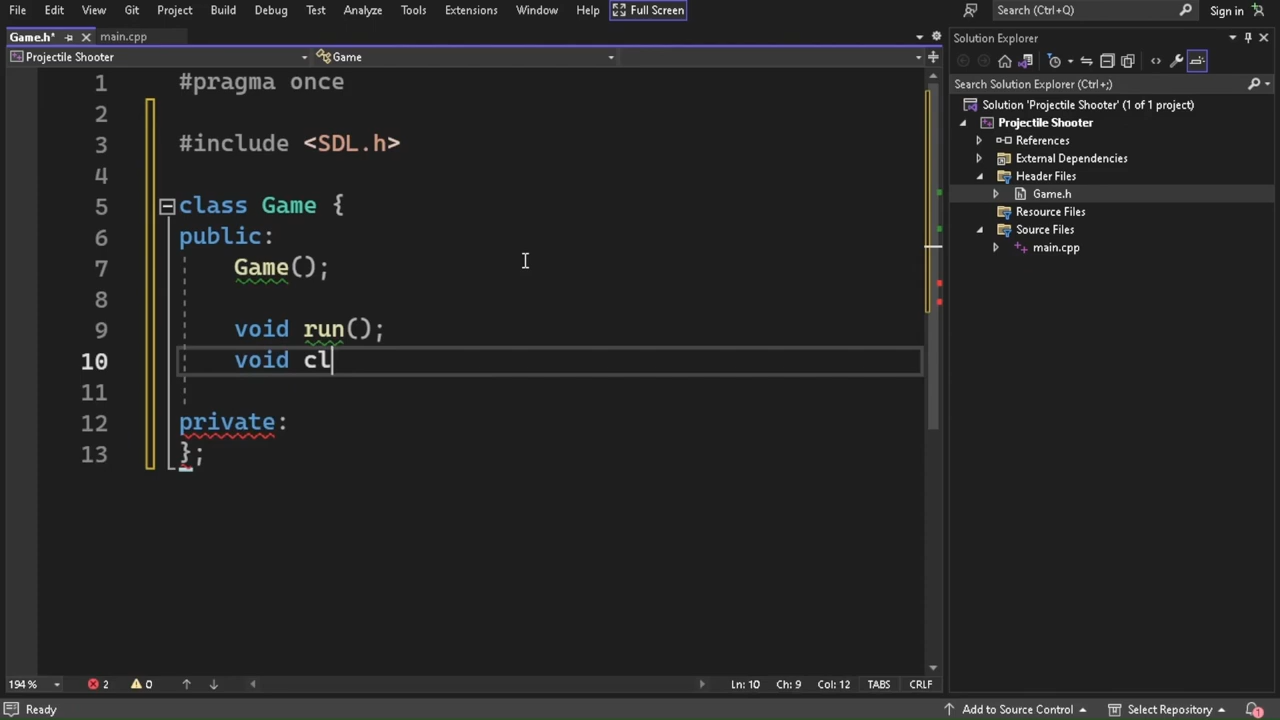 File Edit View Git Project Build Debug Test Analyze Tools Extensions Window Help Full Screen Search (Ctrl+Q) Sign in
Game.h* main.cpp
Projectile Shooter Game
1 #pragma once
2
3 #include <SDL.h>
4
5 class Game {
6 public:
7 Game();
8
9 void run();
10 void cl
11
12 private:
13 };
194 % 2 0 Ln: 10 Ch: 9 Col: 12 TABS CRLF
Solution Explorer
Search Solution Explorer (Ctrl+;)
Solution 'Projectile Shooter' (1 of 1 project)
Projectile Shooter
References
External Dependencies
Header Files
Game.h
Resource Files
Source Files
main.cpp
Ready Add to Source Control Select Repository 1